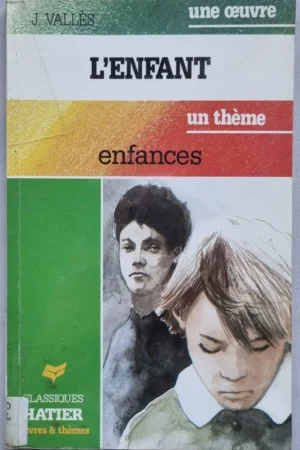 J. VALLÈS
une œuvre
L'ENFANT
un thème
enfances
CLASSIQUES
HATIER
œuvres & thèmes